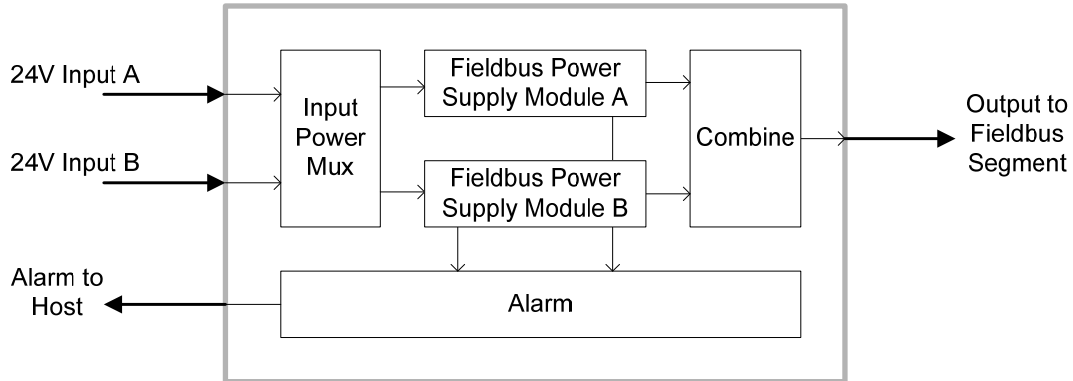 24V Input A
24V Input B
Alarm to
Host
Input
Power
Mux
Fieldbus Power
Supply Module A
Fieldbus Power
Supply Module B
Combine
Alarm
Output to
Fieldbus
Segment